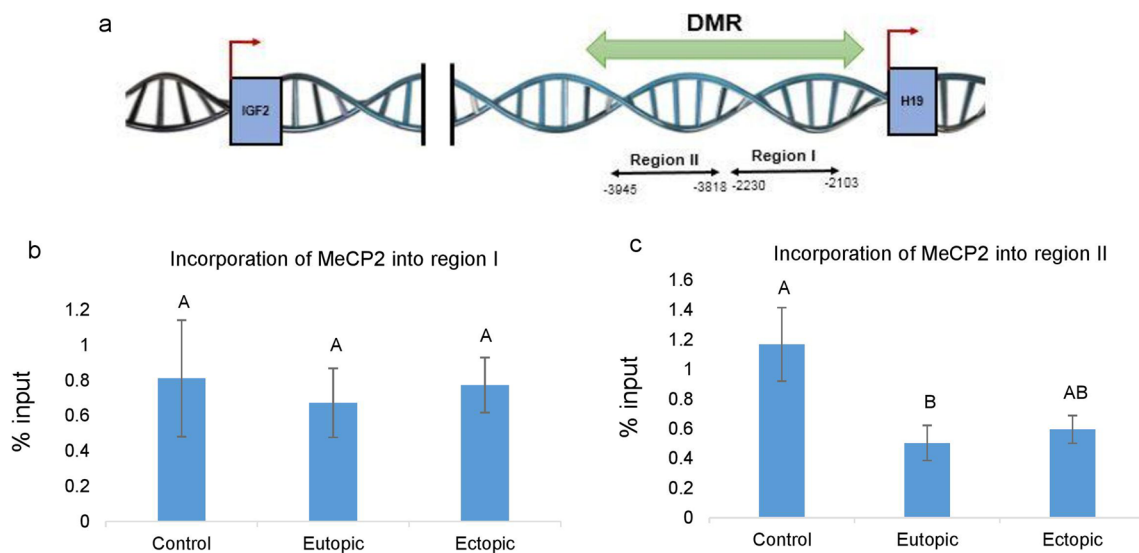 a
DMR
IGF2
H19
Region II
Region I
-3945
-3818
-2230
-2103
b
Incorporation of MeCP2 into region I
% input
1.2
1
0.8
0.6
0.4
0.2
0
A
A
A
Control
Eutopic
Ectopic
c
Incorporation of MeCP2 into region II
% input
1.6
1.4
1.2
1
0.8
0.6
0.4
0.2
0
A
B
AB
Control
Eutopic
Ectopic